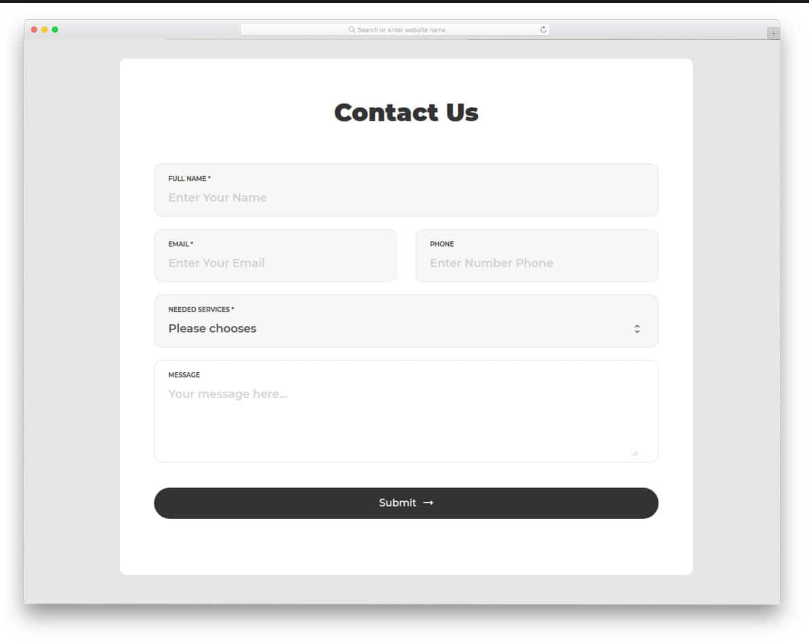 Search or enter website name
Contact Us
FULL NAME *
Enter Your Name
EMAIL *
PHONE
Enter Your Email
Enter Number Phone
NEEDED SERVICES *
Please chooses
MESSAGE
Your message here...
Submit →